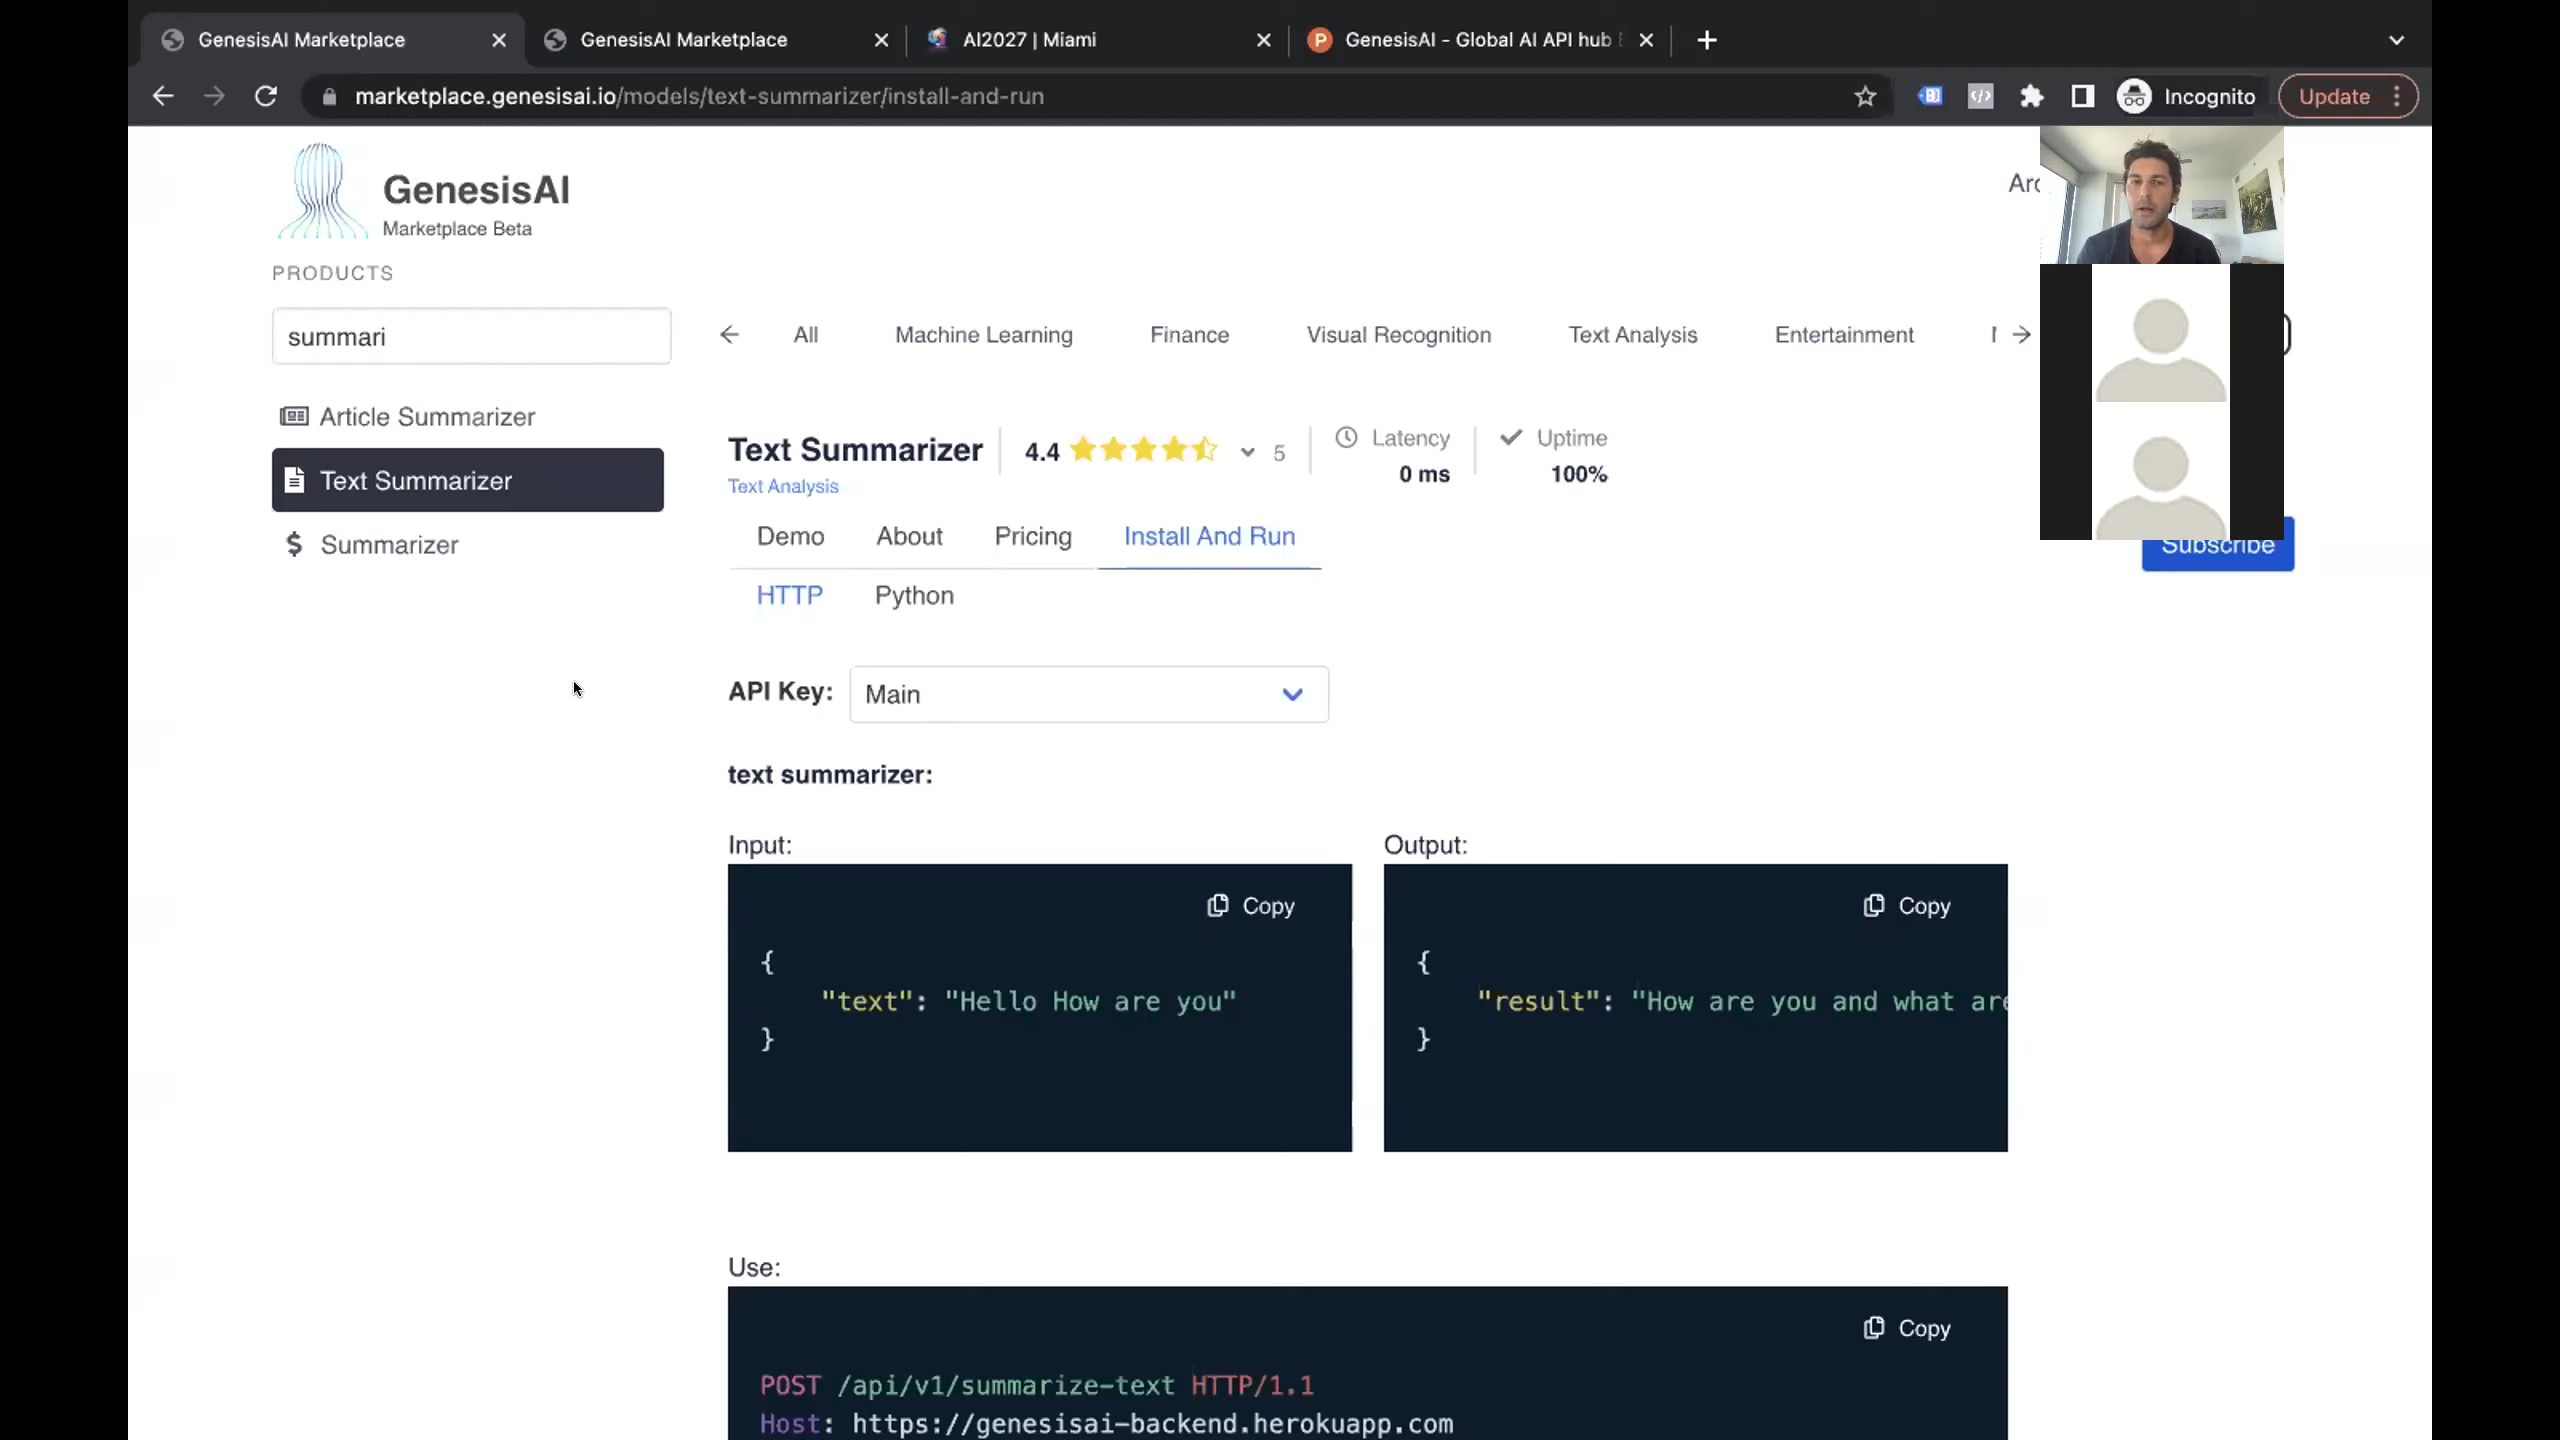 GenesisAI Marketplace
GenesisAI Marketplace
AI2027 | Miami
GenesisAI - Global AI API hub
marketplace.genesisai.io/models/text-summarizer/install-and-run
Incognito
Update
GenesisAI
Marketplace Beta
PRODUCTS
summari
All Machine Learning Finance Visual Recognition Text Analysis Entertainment
Article Summarizer
Text Summarizer
Summarizer
Text Summarizer 4.4 5 Latency 0 ms Uptime 100%
Text Analysis
Demo About Pricing Install And Run
Subscribe
HTTP Python
API Key: Main
text summarizer:
Input: Output:
Copy Copy
{ {
"text": "Hello How are you" "result": "How are you and what are
} }
Use:
Copy
POST /api/v1/summarize-text HTTP/1.1
Host: https://genesisai-backend.herokuapp.com